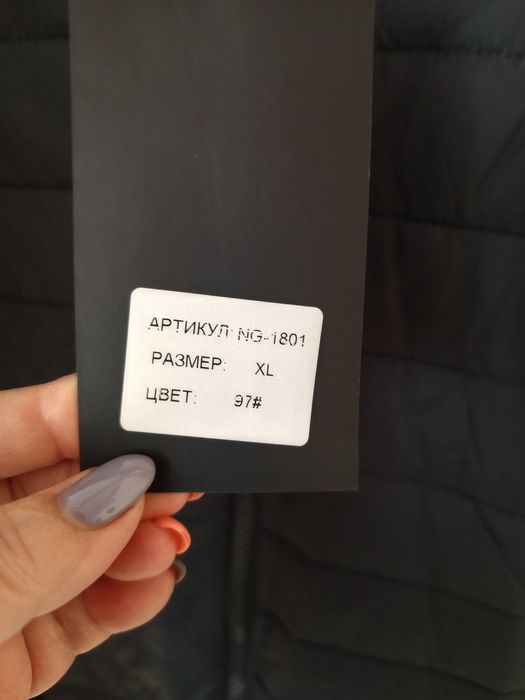 АРТИКУЛ: NG-1801
РАЗМЕР: XL
ЦВЕТ: 97#